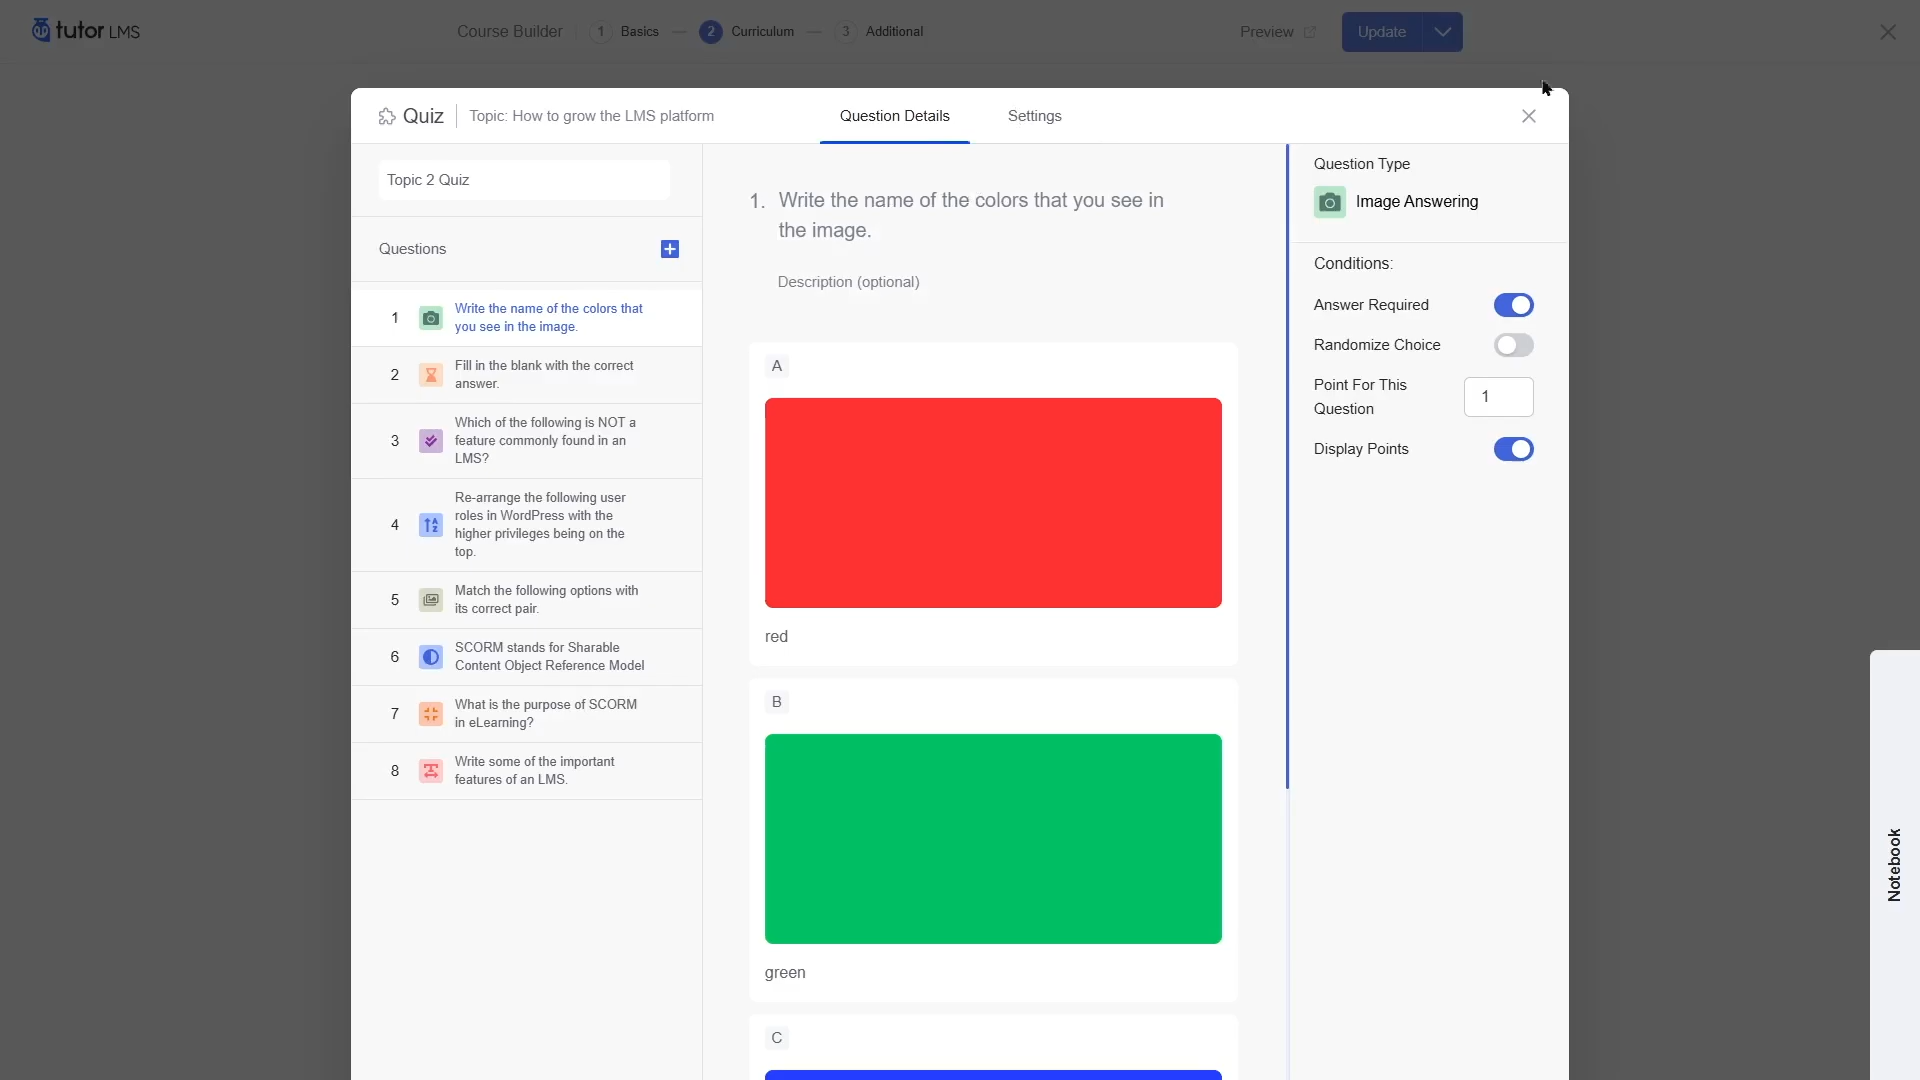 tutor LMS
Course Builder 1 Basics 2 Curriculum 3 Additional
Preview Update
Quiz Topic: How to grow the LMS platform
Question Details Settings
Topic 2 Quiz
Questions
1 Write the name of the colors that
you see in the image.
2 Fill in the blank with the correct
answer.
3 Which of the following is NOT a
feature commonly found in an
LMS?
4 Re-arrange the following user
roles in WordPress with the
higher privileges being on the
top.
5 Match the following options with
its correct pair.
6 SCORM stands for Sharable
Content Object Reference Model
7 What is the purpose of SCORM
in eLearning?
8 Write some of the important
features of an LMS.
1. Write the name of the colors that you see in
the image.
Description (optional)
A
red
B
green
C
Question Type
Image Answering
Conditions:
Answer Required
Randomize Choice
Point For This
Question
1
Display Points
Notebook